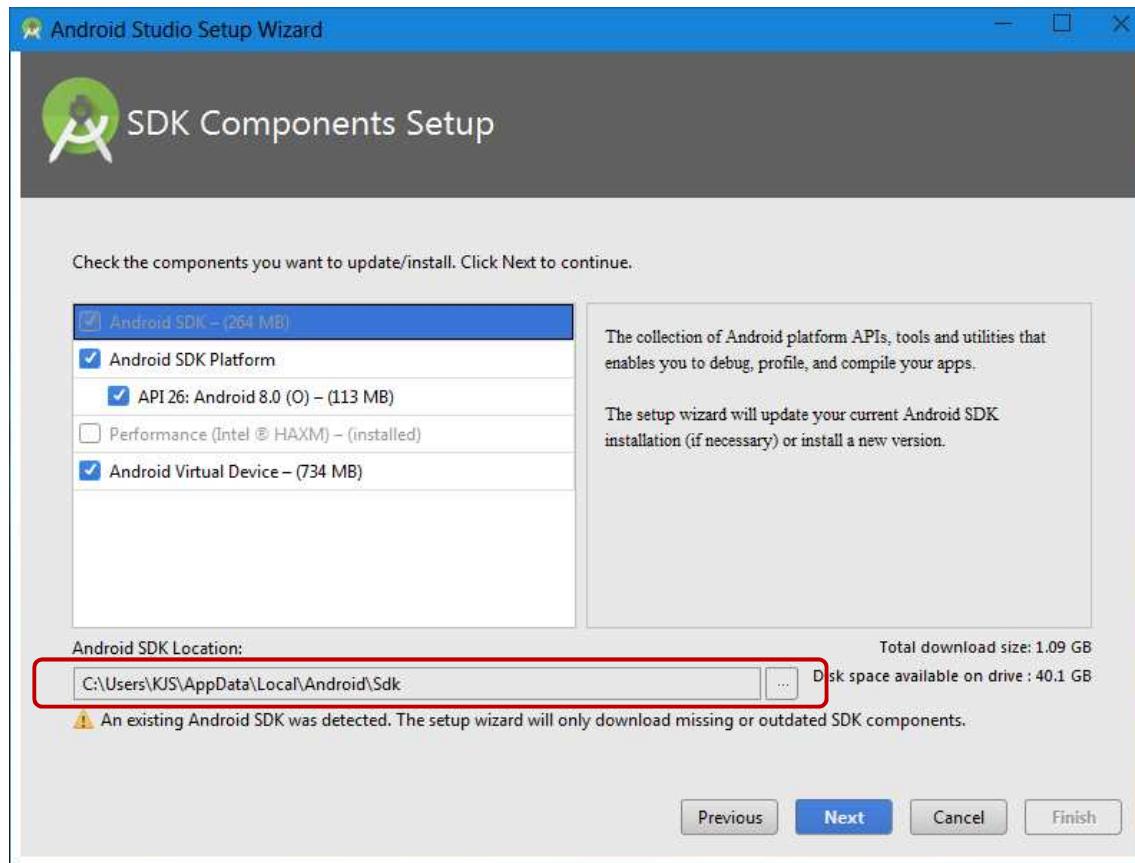 Android Studio Setup Wizard
SDK Components Setup
Check the components you want to update/install. Click Next to continue.
Android SDK – (264 MB)
Android SDK Platform
API 26: Android 8.0 (O) – (113 MB)
Performance (Intel ® HAXM) – (installed)
Android Virtual Device – (734 MB)
The collection of Android platform APIs, tools and utilities that
enables you to debug, profile, and compile your apps.
The setup wizard will update your current Android SDK
installation (if necessary) or install a new version.
Android SDK Location:
Total download size: 1.09 GB
C:\Users\KJS\AppData\Local\Android\Sdk
...
Disk space available on drive : 40.1 GB
An existing Android SDK was detected. The setup wizard will only download missing or outdated SDK components.
Previous
Next
Cancel
Finish